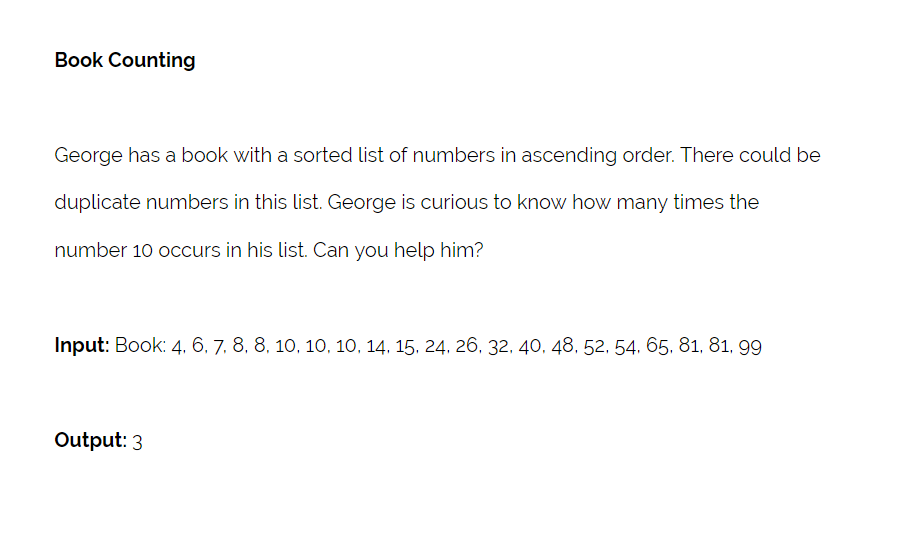 Book Counting
George has a book with a sorted list of numbers in ascending order. There could be
duplicate numbers in this list. George is curious to know how many times the
number 10 occurs in his list. Can you help him?
Input: Book: 4, 6, 7, 8, 8, 10, 10, 10, 14, 15, 24, 26, 32, 40, 48, 52, 54, 65, 81, 81, 99
Output: 3